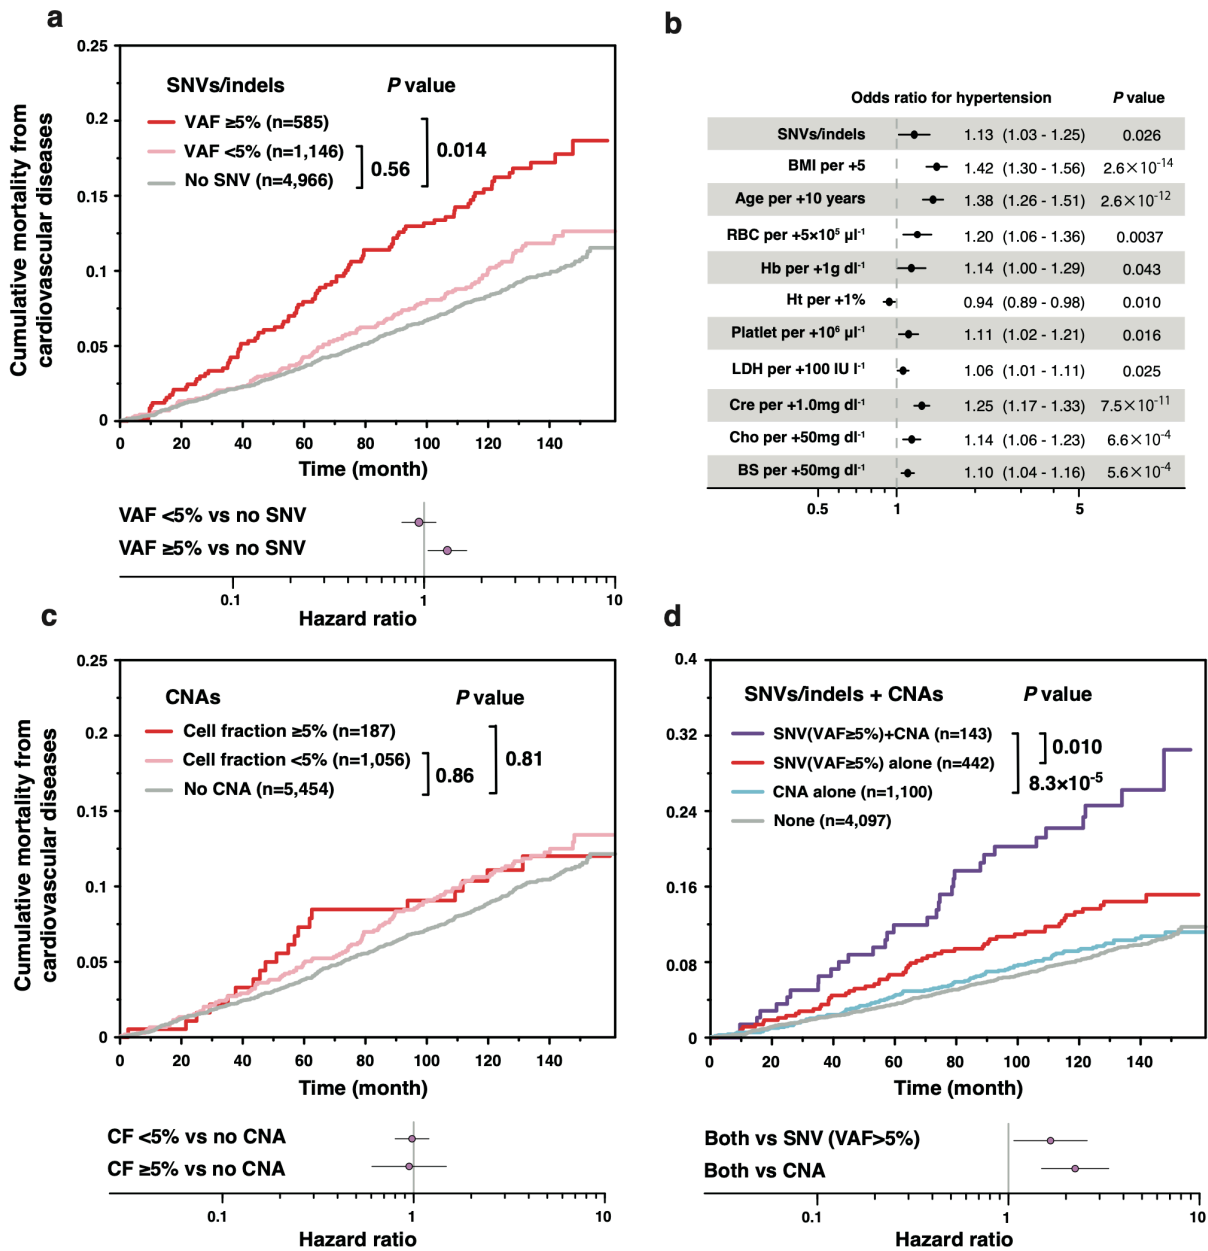 a
0.25
0.2
0.15
0.1
0.05
0
Cumulative mortality from
cardiovascular diseases
SNVs/indels P value
VAF ≥5% (n=585)
VAF <5% (n=1,146)
No SNV (n=4,966)
0.56
0.014
0 20 40 60 80 100 120 140
Time (month)
VAF <5% vs no SNV
VAF ≥5% vs no SNV
0.1 1 10
Hazard ratio
b
Odds ratio for hypertension P value
SNVs/indels 1.13 (1.03 - 1.25) 0.026
BMI per +5 1.42 (1.30 - 1.56) 2.6×10⁻¹⁴
Age per +10 years 1.38 (1.26 - 1.51) 2.6×10⁻¹²
RBC per +5×10⁵ µl⁻¹ 1.20 (1.06 - 1.36) 0.0037
Hb per +1g dl⁻¹ 1.14 (1.00 - 1.29) 0.043
Ht per +1% 0.94 (0.89 - 0.98) 0.010
Platlet per +10⁶ µl⁻¹ 1.11 (1.02 - 1.21) 0.016
LDH per +100 IU l⁻¹ 1.06 (1.01 - 1.11) 0.025
Cre per +1.0mg dl⁻¹ 1.25 (1.17 - 1.33) 7.5×10⁻¹¹
Cho per +50mg dl⁻¹ 1.14 (1.06 - 1.23) 6.6×10⁻⁴
BS per +50mg dl⁻¹ 1.10 (1.04 - 1.16) 5.6×10⁻⁴
0.5 1 5
c
0.25
0.2
0.15
0.1
0.05
0
Cumulative mortality from
cardiovascular diseases
CNAs P value
Cell fraction ≥5% (n=187)
Cell fraction <5% (n=1,056)
No CNA (n=5,454)
0.86
0.81
0 20 40 60 80 100 120 140
Time (month)
CF <5% vs no CNA
CF ≥5% vs no CNA
0.1 1 10
Hazard ratio
d
0.4
0.32
0.24
0.16
0.08
0
SNVs/indels + CNAs P value
SNV(VAF≥5%)+CNA (n=143)
SNV(VAF≥5%) alone (n=442)
CNA alone (n=1,100)
None (n=4,097)
0.010
8.3×10⁻⁵
0 20 40 60 80 100 120 140
Time (month)
Both vs SNV (VAF>5%)
Both vs CNA
0.1 1 10
Hazard ratio